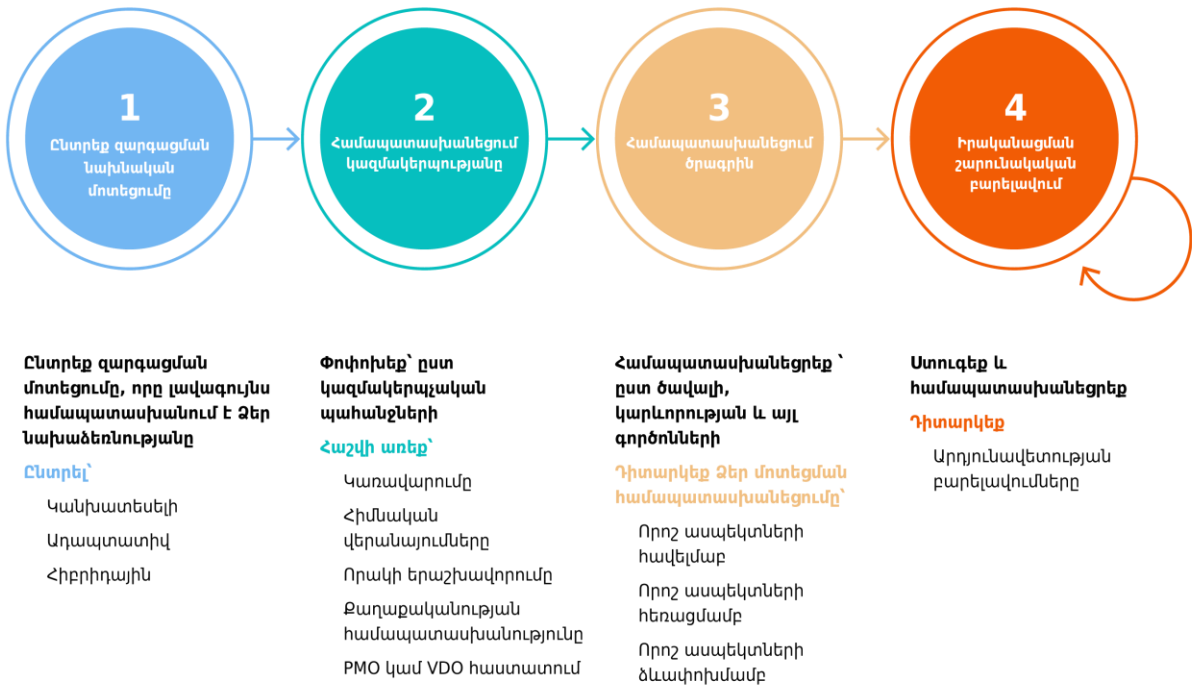 1
Ընտրեք զարգացման
նախնական
մոտեցումը
2
Համապատասխանեցում
կազմակերպությանը
3
Համապատասխանեցում
ծրագրին
4
Իրականացման
շարունակական
բարելավում
Ընտրեք զարգացման
մոտեցումը, որը լավագույնս
համապատասխանում է Ձեր
նախաձեռնությանը
Ընտրել՝
Կանխատեսելի
Ադապտատիվ
Հիբրիդային
Փոփոխեք՝ ըստ
կազմակերպչական
պահանջների
Հաշվի առեք՝
Կառավարումը
Հիմնական
վերանայումները
Որակի երաշխավորումը
Քաղաքականության
համապատասխանությունը
PMO կամ VDO հաստատում
Համապատասխանեցրեք ՝
ըստ ծավալի,
կարևորության և այլ
գործոնների
Դիտարկեք Ձեր մոտեցման
համապատասխանեցումը՝
Որոշ ասպեկտների
հավելմաբ
Որոշ ասպեկտների
հեռացմամբ
Որոշ ասպեկտների
ձևափոխմամբ
Ստուգեք և
համապատասխանեցրեք
Դիտարկեք
Արդյունավետության
բարելավումները